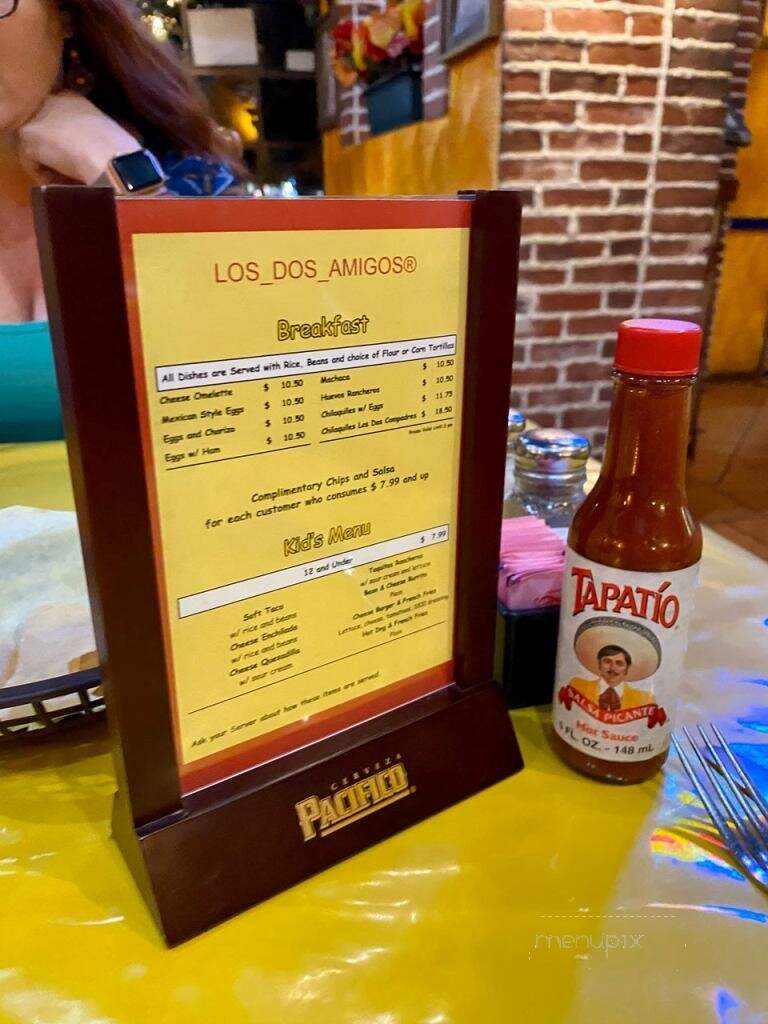 LOS_DOS_AMIGOS®
Breakfast
All Dishes are Served with Rice, Beans and choice of Flour or Corn Tortillas
Cheese Omelette $ 10.50
Mexican Style Eggs $ 10.50
Eggs and Chorizo $ 10.50
Eggs w/ Ham $ 10.50
Machaca $ 10.50
Huevos Rancheros $ 10.50
Chilaquiles w/ Eggs $ 11.75
Chilaquiles Los Dos Compadres $ 18.50
Complimentary Chips and Salsa
for each customer who consumes $ 7.99 and up
Kid's Menu
12 and Under $ 7.99
Soft Taco
w/ rice and beans
Cheese Enchilada
w/ rice and beans
Cheese Quesadilla
w/ sour cream
Taquitos Rancheros
w/ sour cream and lettuce
Bean & Cheese Burrito
Plain
Cheese Burger & French Fries
Lettuce, cheese, tomatoes, 1000 dressing
Hot Dog & French Fries
Plain
Ask your Server about how these items are served.
CERVEZA
PACIFICO
TAPATÍO
SALSA PICANTE
Hot Sauce
5 FL. OZ. - 148 mL
menupix